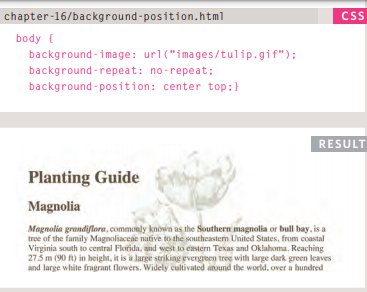 chapter-16/background-position.html
CSS
body {
background-image: url("images/tulip.gif");
background-repeat: no-repeat;
background-position: center top;}
RESULT
Planting Guide
Magnolia
Magnolia grandiflora, commonly known as the Southern magnolia or bull bay, is a
tree of the family Magnoliaceae native to the southeastern United States, from coastal
Virginia south to central Florida, and west to eastern Texas and Oklahoma. Reaching
27.5 m (90 ft) in height, it is a large striking evergreen tree with large dark green leaves
and large white fragrant flowers. Widely cultivated around the world, over a hundred